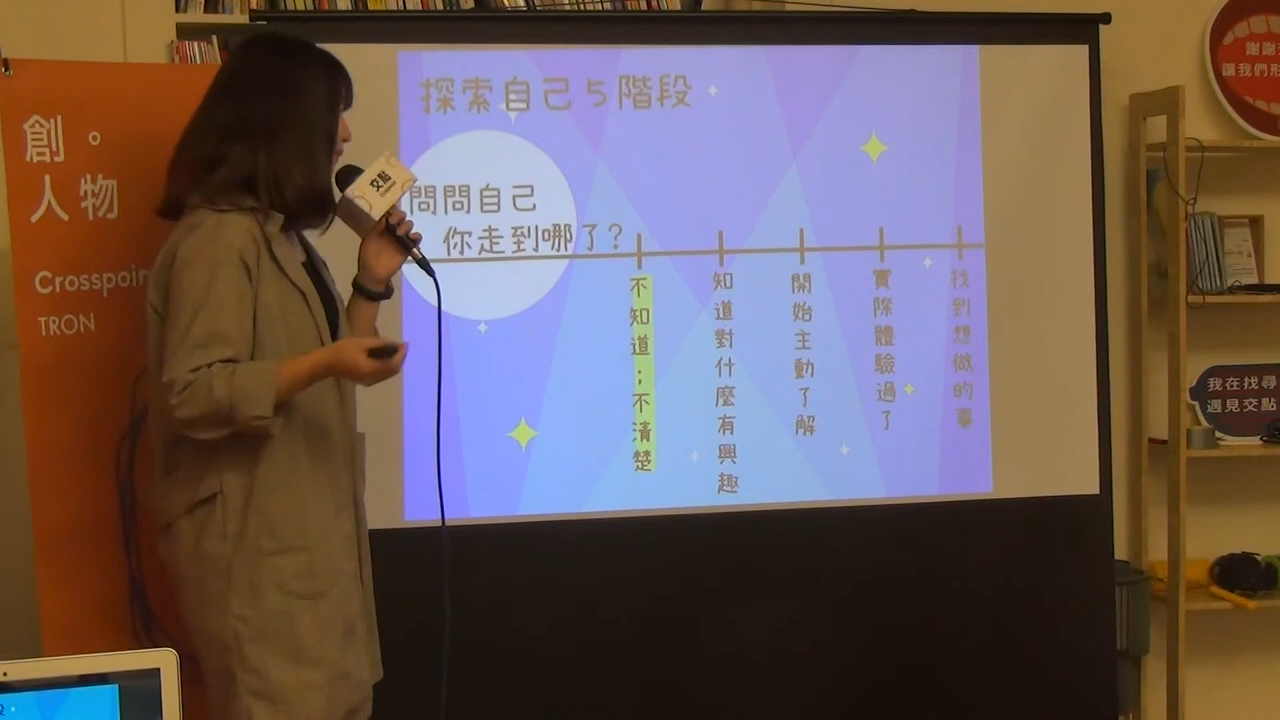 創。
人物
Crosspoin
TRON
交點
探索自己5階段
問問自己
你走到哪了?
不知道;不清楚
知道對什麼有興趣
開始主動了解
實際體驗過了
找到想做的事
謝謝
讓我們形
我在找尋
遇見交點